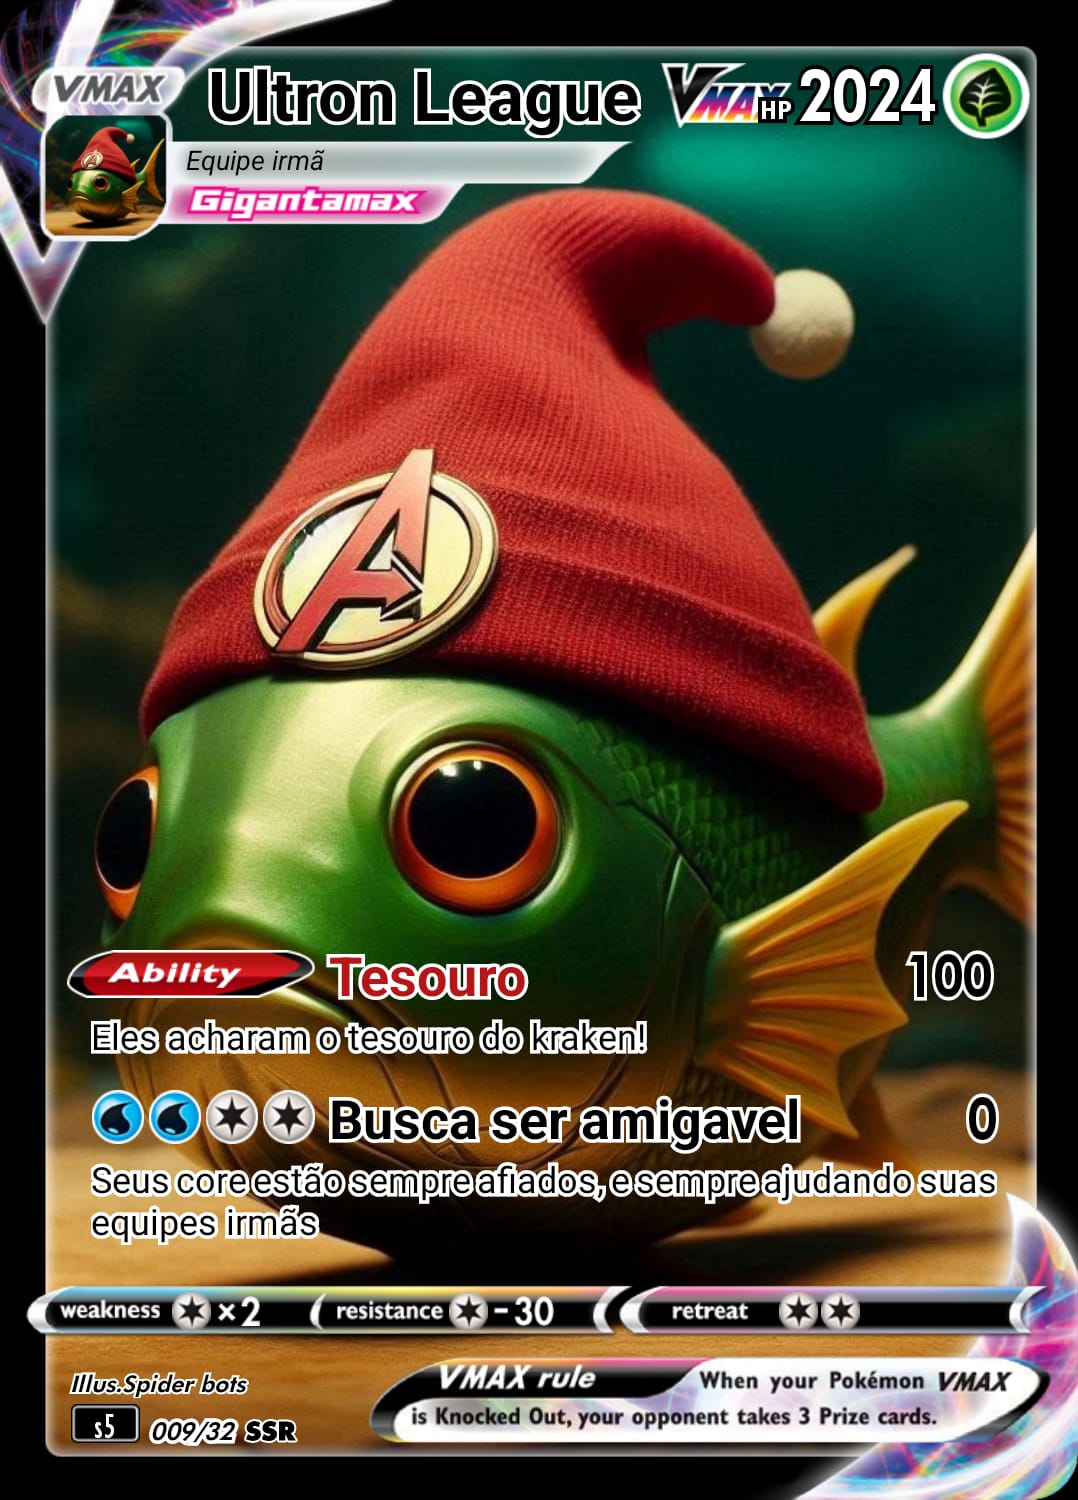 VMAX
Ultron League VMAX HP 2024
Equipe irmã
Gigantamax
A
Ability Tesouro 100
Eles acharam o tesouro do kraken!
Busca ser amigavel 0
Seus core estão sempre afiados, e sempre ajudando suas
equipes irmãs
weakness ×2 resistance -30 retreat
Illus.Spider bots
VMAX rule When your Pokémon VMAX
is Knocked Out, your opponent takes 3 Prize cards.
s5 009/32 SSR